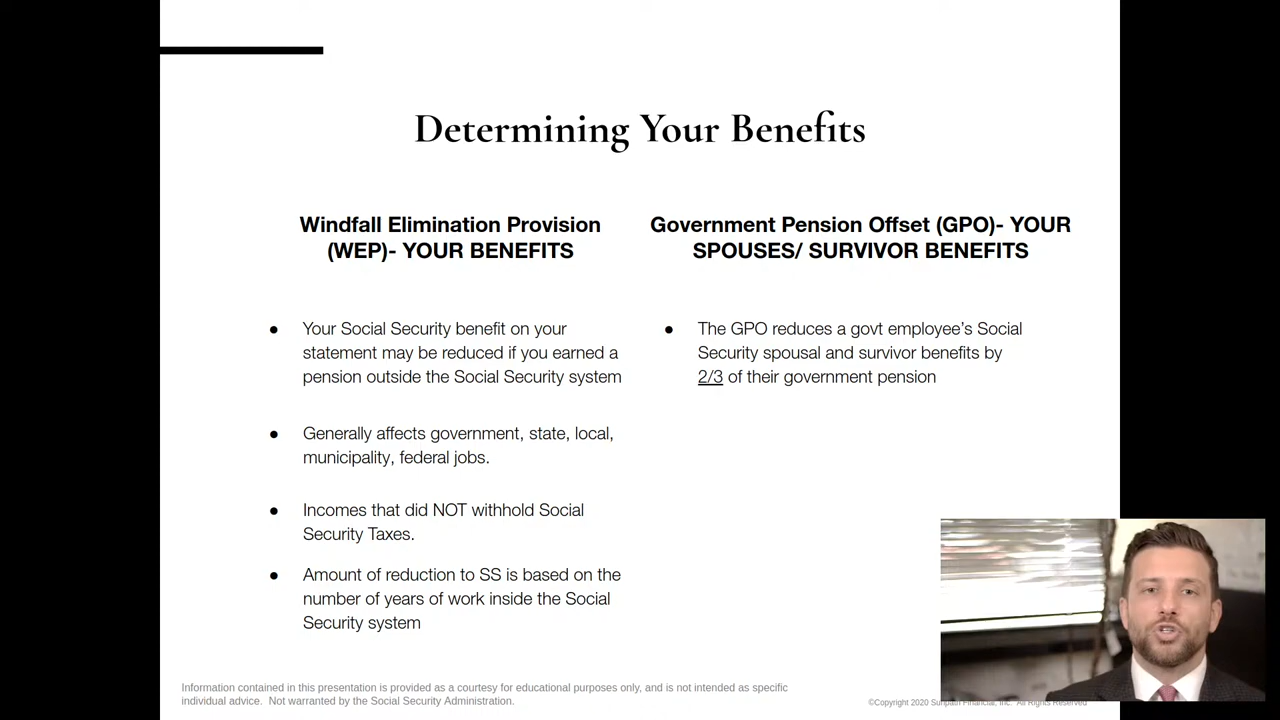 Determining Your Benefits
Windfall Elimination Provision
(WEP)- YOUR BENEFITS
● Your Social Security benefit on your
statement may be reduced if you earned a
pension outside the Social Security system
● Generally affects government, state, local,
municipality, federal jobs.
● Incomes that did NOT withhold Social
Security Taxes.
● Amount of reduction to SS is based on the
number of years of work inside the Social
Security system
Government Pension Offset (GPO)- YOUR
SPOUSES/ SURVIVOR BENEFITS
● The GPO reduces a govt employee’s Social
Security spousal and survivor benefits by
2/3 of their government pension
Information contained in this presentation is provided as a courtesy for educational purposes only, and is not intended as specific
individual advice.  Not warranted by the Social Security Administration.
©Copyright 2020 Sunpath Financial, Inc.  All Rights Reserved